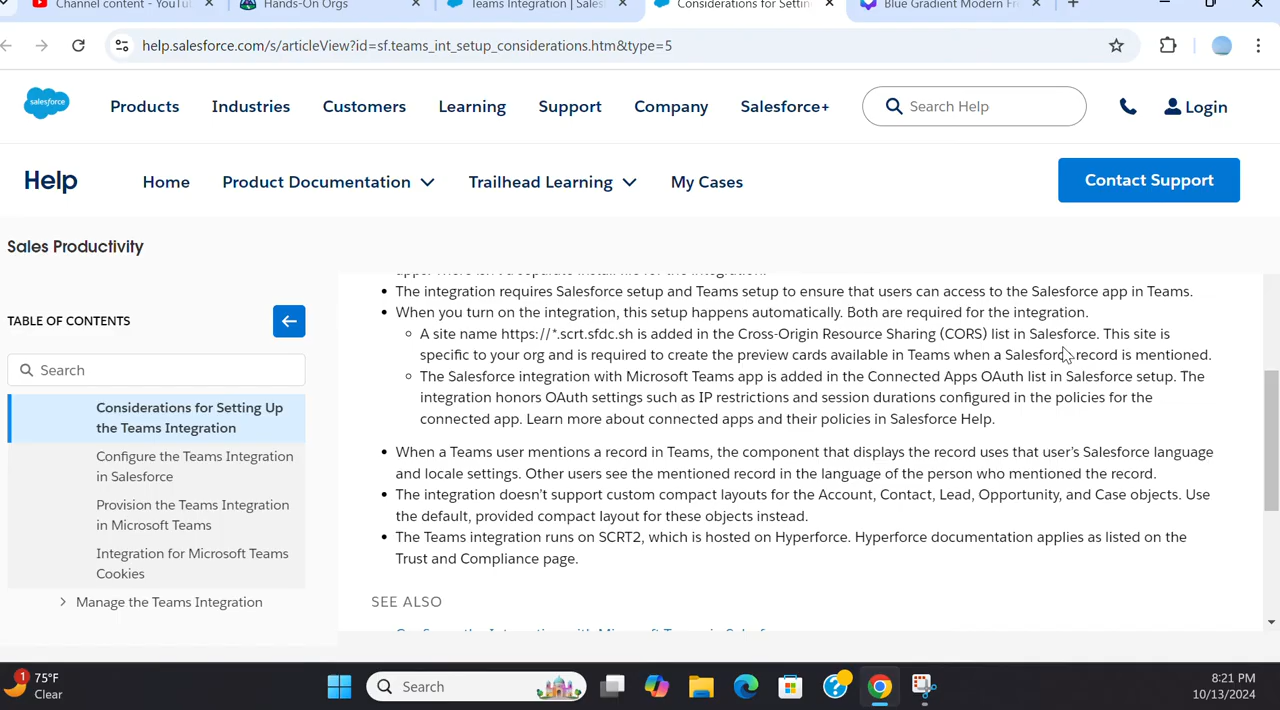 Channel content - YouTu
Hands-On Orgs
Teams Integration | Sales
Considerations for Settin
Blue Gradient Modern Fr
help.salesforce.com/s/articleView?id=sf.teams_int_setup_considerations.htm&type=5
salesforce
Products
Industries
Customers
Learning
Support
Company
Salesforce+
Search Help
Login
Help
Home
Product Documentation
Trailhead Learning
My Cases
Contact Support
Sales Productivity
TABLE OF CONTENTS
Search
Considerations for Setting Up
the Teams Integration
Configure the Teams Integration
in Salesforce
Provision the Teams Integration
in Microsoft Teams
Integration for Microsoft Teams
Cookies
Manage the Teams Integration
• The integration requires Salesforce setup and Teams setup to ensure that users can access to the Salesforce app in Teams.
• When you turn on the integration, this setup happens automatically. Both are required for the integration.
◦ A site name https://*.scrt.sfdc.sh is added in the Cross-Origin Resource Sharing (CORS) list in Salesforce. This site is
specific to your org and is required to create the preview cards available in Teams when a Salesforce record is mentioned.
◦ The Salesforce integration with Microsoft Teams app is added in the Connected Apps OAuth list in Salesforce setup. The
integration honors OAuth settings such as IP restrictions and session durations configured in the policies for the
connected app. Learn more about connected apps and their policies in Salesforce Help.
• When a Teams user mentions a record in Teams, the component that displays the record uses that user's Salesforce language
and locale settings. Other users see the mentioned record in the language of the person who mentioned the record.
• The integration doesn't support custom compact layouts for the Account, Contact, Lead, Opportunity, and Case objects. Use
the default, provided compact layout for these objects instead.
• The Teams integration runs on SCRT2, which is hosted on Hyperforce. Hyperforce documentation applies as listed on the
Trust and Compliance page.
SEE ALSO
1
75°F
Clear
Search
8:21 PM
10/13/2024